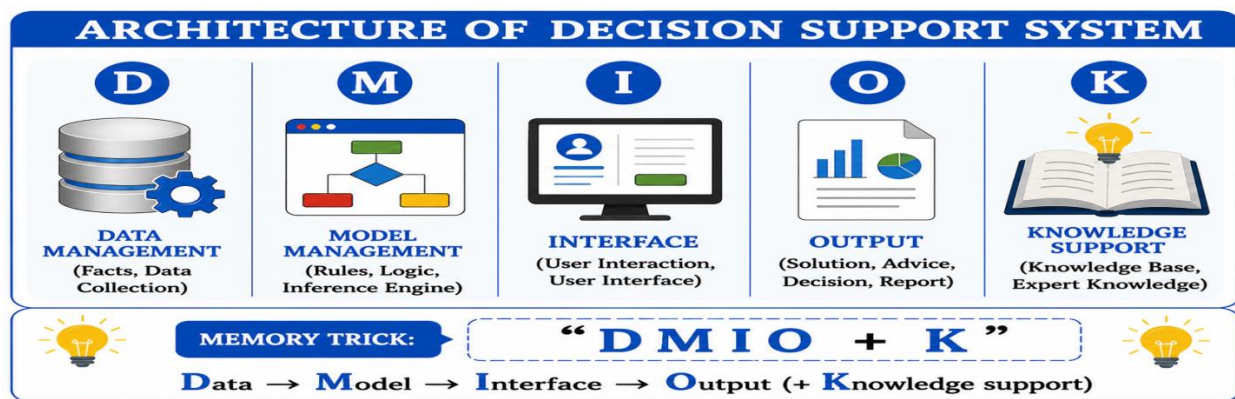 ARCHITECTURE OF DECISION SUPPORT SYSTEM
D
DATA
MANAGEMENT
(Facts, Data
Collection)
M
MODEL
MANAGEMENT
(Rules, Logic,
Inference Engine)
I
INTERFACE
(User Interaction,
User Interface)
O
OUTPUT
(Solution, Advice,
Decision, Report)
K
KNOWLEDGE
SUPPORT
(Knowledge Base,
Expert Knowledge)
MEMORY TRICK:
“DMIO + K”
Data → Model → Interface → Output (+ Knowledge support)